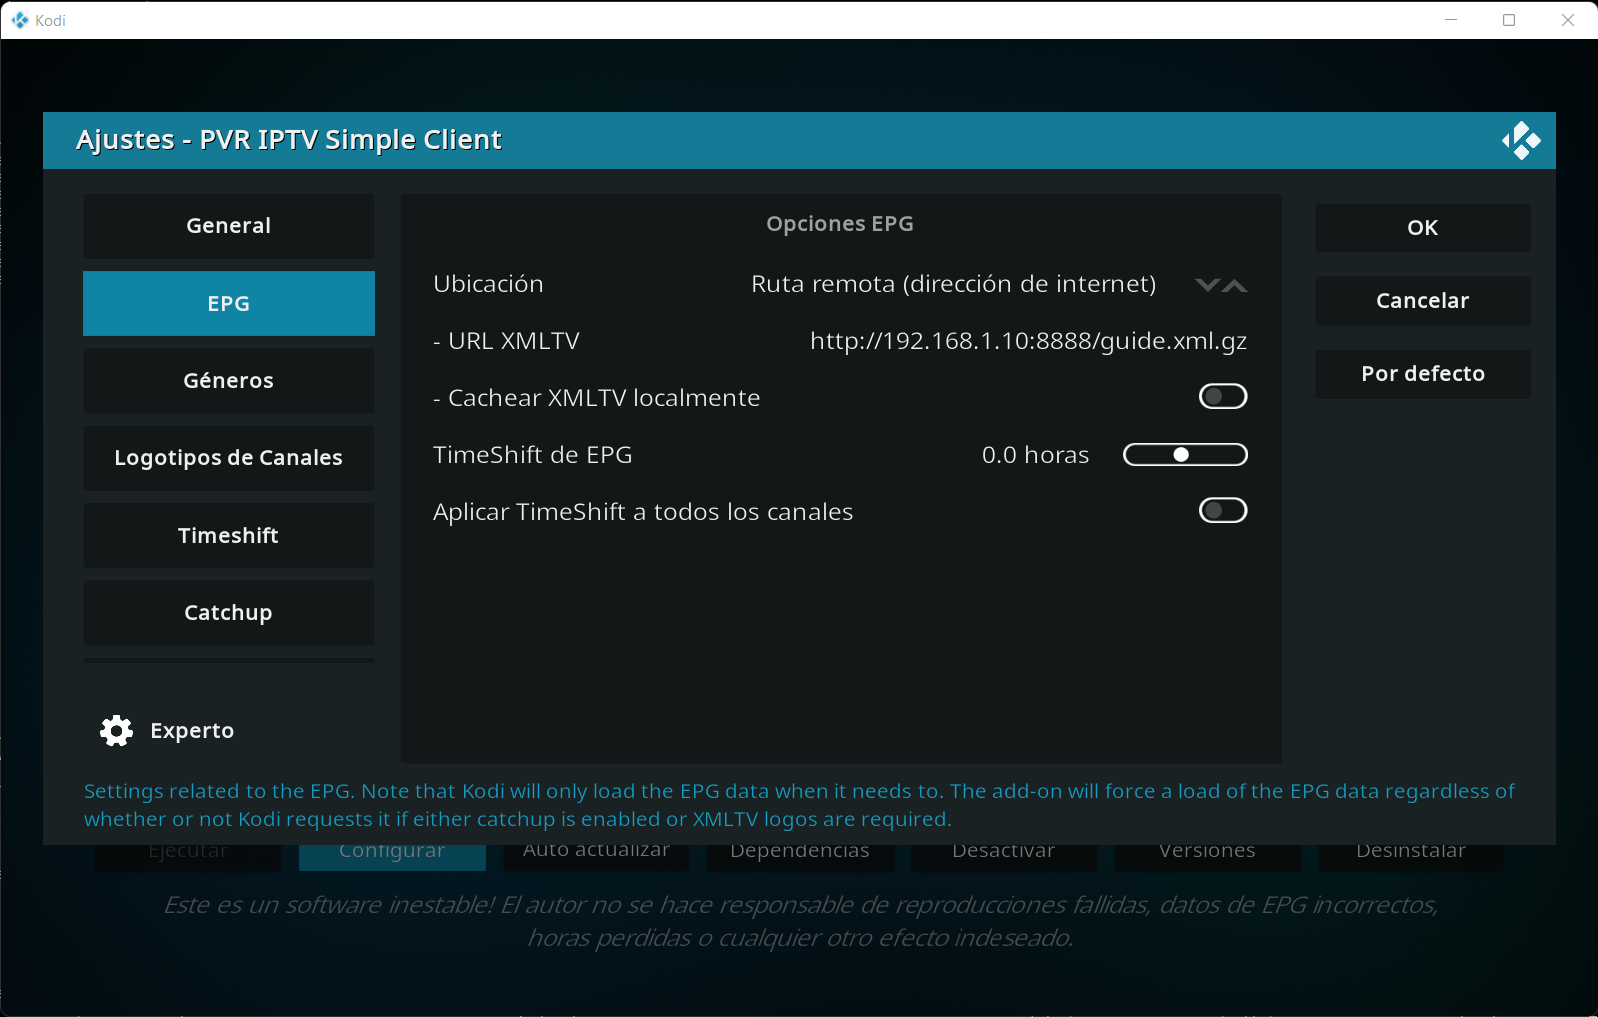 Kodi
Ajustes - PVR IPTV Simple Client
General
EPG
Géneros
Logotipos de Canales
Timeshift
Catchup
Experto
Opciones EPG
Ubicación Ruta remota (dirección de internet)
- URL XMLTV http://192.168.1.10:8888/guide.xml.gz
- Cachear XMLTV localmente
TimeShift de EPG 0.0 horas
Aplicar TimeShift a todos los canales
OK
Cancelar
Por defecto
Settings related to the EPG. Note that Kodi will only load the EPG data when it needs to. The add-on will force a load of the EPG data regardless of
whether or not Kodi requests it if either catchup is enabled or XMLTV logos are required.
Ejecutar Configurar Auto actualizar Dependencias Desactivar Versiones Desinstalar
Este es un software inestable! El autor no se hace responsable de reproducciones fallidas, datos de EPG incorrectos,
horas perdidas o cualquier otro efecto indeseado.